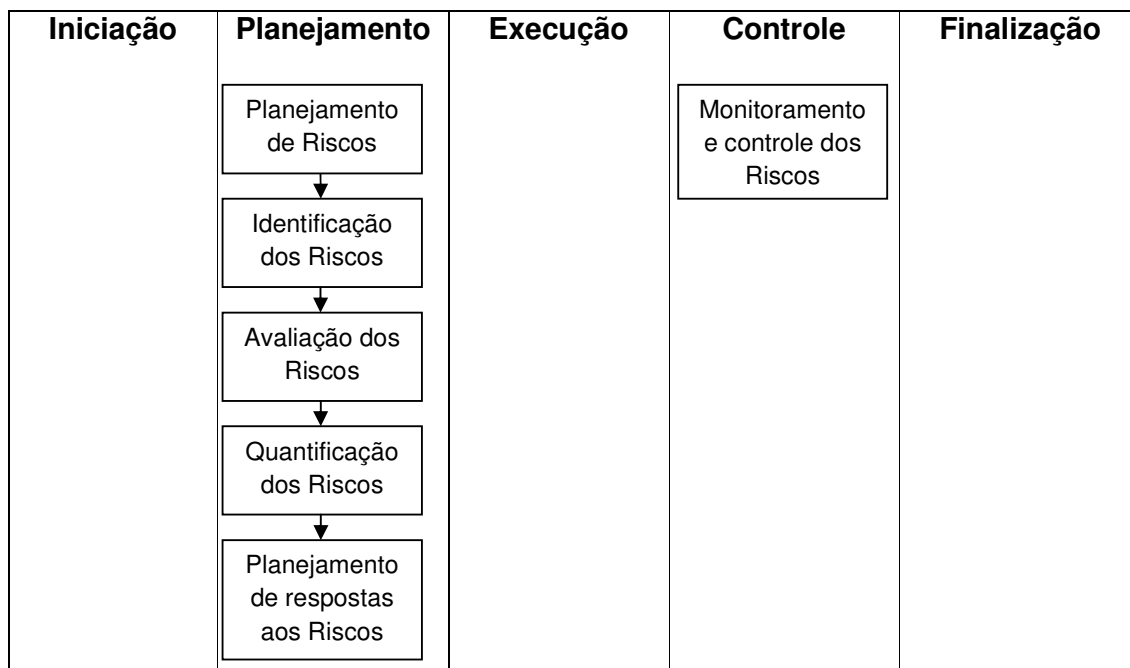 Iniciação Planejamento Execução Controle Finalização
Planejamento
de Riscos
Identificação
dos Riscos
Avaliação dos
Riscos
Quantificação
dos Riscos
Planejamento
de respostas
aos Riscos
Monitoramento
e controle dos
Riscos